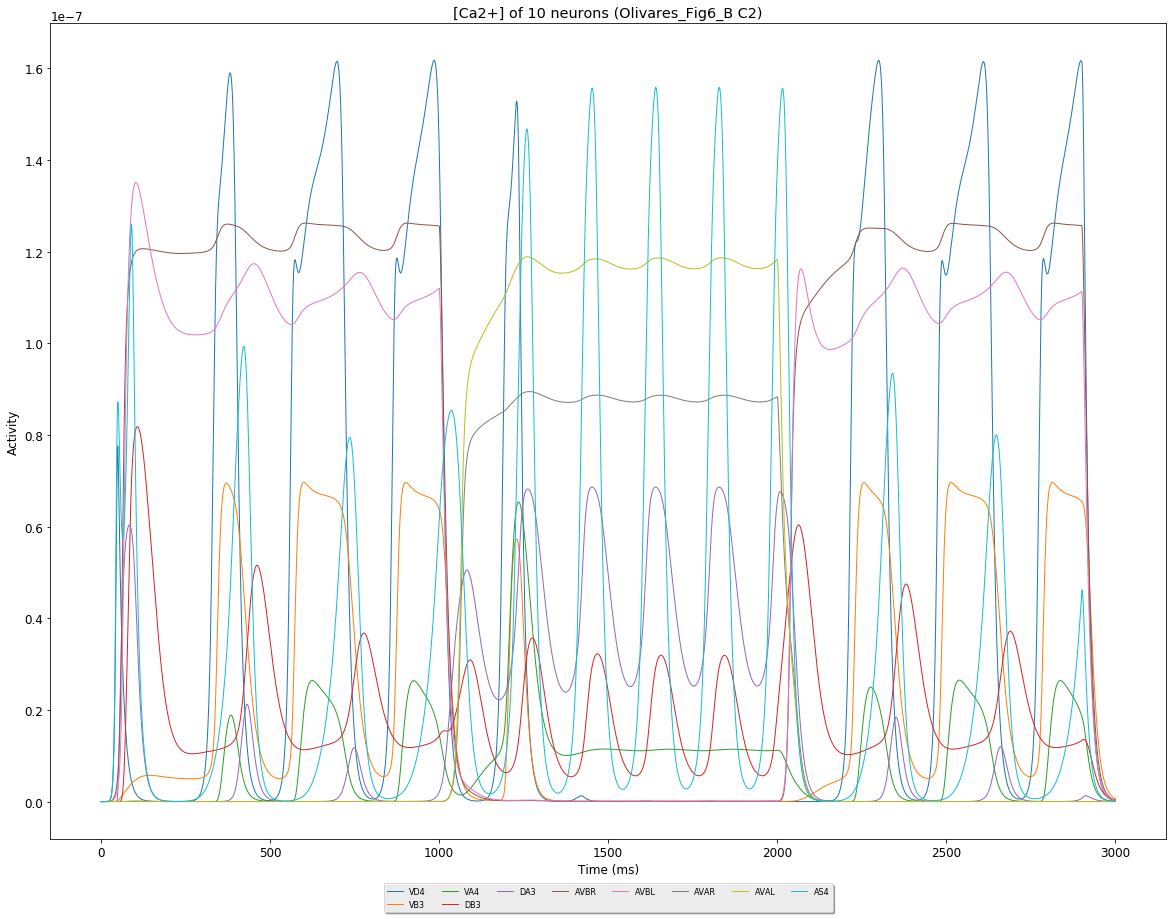 [Ca2+] of 10 neurons (Olivares_Fig6_B C2)
1e−7
1.6
1.4
1.2
1.0
0.8
0.6
0.4
0.2
0.0
Activity
0 500 1000 1500 2000 2500 3000
Time (ms)
VD4 VA4 DA3 AVBR AVBL AVAR AVAL AS4
VB3 DB3